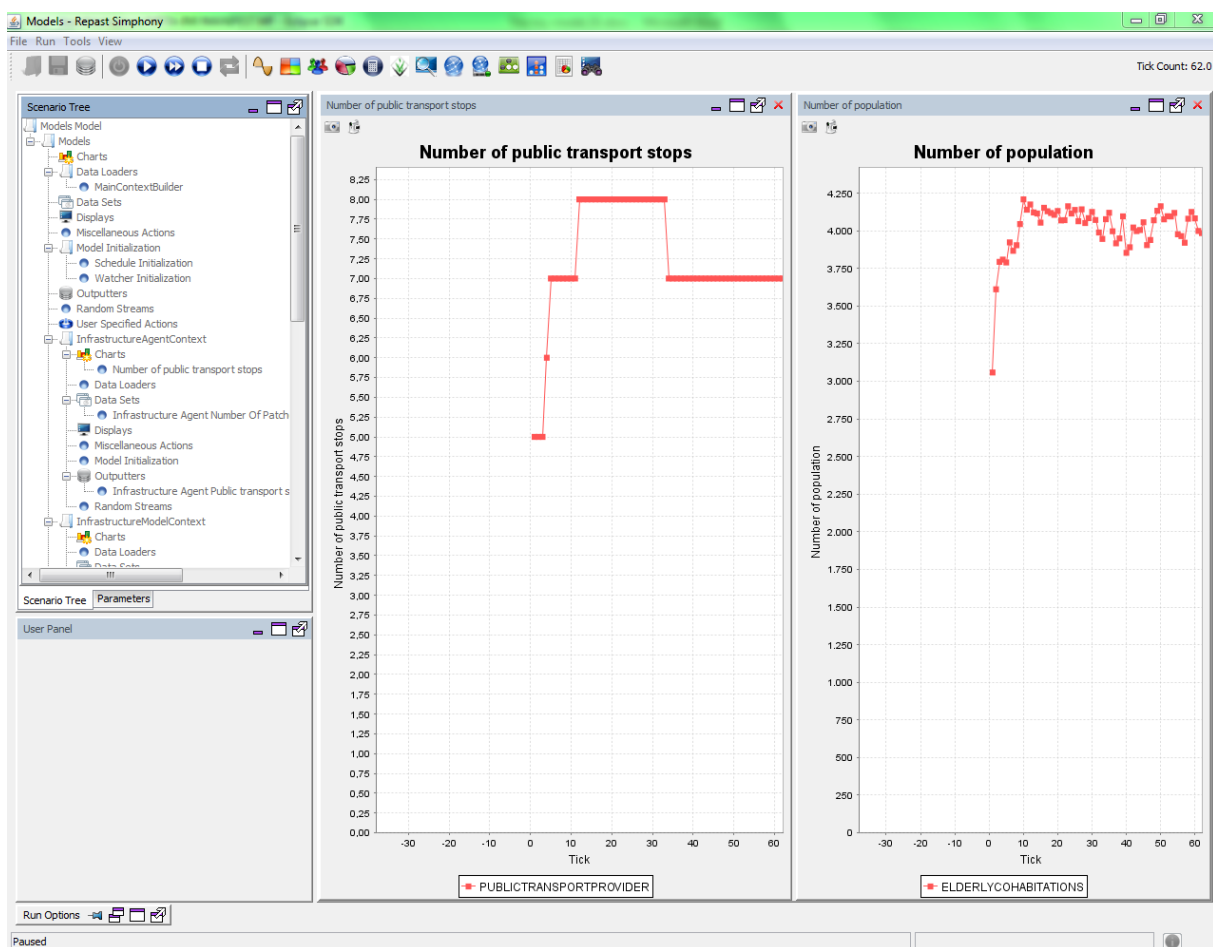 Models - Repast Simphony
File Run Tools View
Tick Count: 62.0
Scenario Tree
Models Model
Models
Charts
Data Loaders
MainContextBuilder
Data Sets
Displays
Miscellaneous Actions
Model Initialization
Schedule Initialization
Watcher Initialization
Outputters
Random Streams
User Specified Actions
InfrastructureAgentContext
Charts
Number of public transport stops
Data Loaders
Data Sets
Infrastructure Agent Number Of Patch
Displays
Miscellaneous Actions
Model Initialization
Outputters
Infrastructure Agent Public transport s
Random Streams
InfrastructureModelContext
Charts
Data Loaders
Data Sets
Scenario Tree Parameters
User Panel
Run Options
Paused
Number of public transport stops
Number of public transport stops
8,25
8,00
7,75
7,50
7,25
7,00
6,75
6,50
6,25
6,00
5,75
5,50
5,25
5,00
4,75
4,50
4,25
4,00
3,75
3,50
3,25
3,00
2,75
2,50
2,25
2,00
1,75
1,50
1,25
1,00
0,75
0,50
0,25
0,00
Number of public transport stops
-30 -20 -10 0 10 20 30 40 50 60
Tick
PUBLICTRANSPORTPROVIDER
Number of population
Number of population
4.250
4.000
3.750
3.500
3.250
3.000
2.750
2.500
2.250
2.000
1.750
1.500
1.250
1.000
750
500
250
0
Number of population
-30 -20 -10 0 10 20 30 40 50 60
Tick
ELDERLYCOHABITATIONS